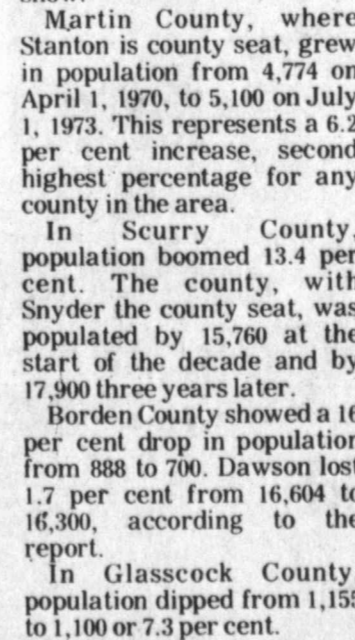 Martin County, where
Stanton is county seat, grew
in population from 4,774 on
April 1, 1970, to 5,100 on July
1, 1973. This represents a 6.2
per cent increase, second
highest percentage for any
county in the area.
In Scurry County,
population boomed 13.4 per
cent. The county, with
Snyder the county seat, was
populated by 15,760 at the
start of the decade and by
17,900 three years later.
Borden County showed a 16
per cent drop in population
from 888 to 700. Dawson lost
1.7 per cent from 16,604 to
16,300, according to the
report.
In Glasscock County
population dipped from 1,155
to 1,100 or 7.3 per cent.